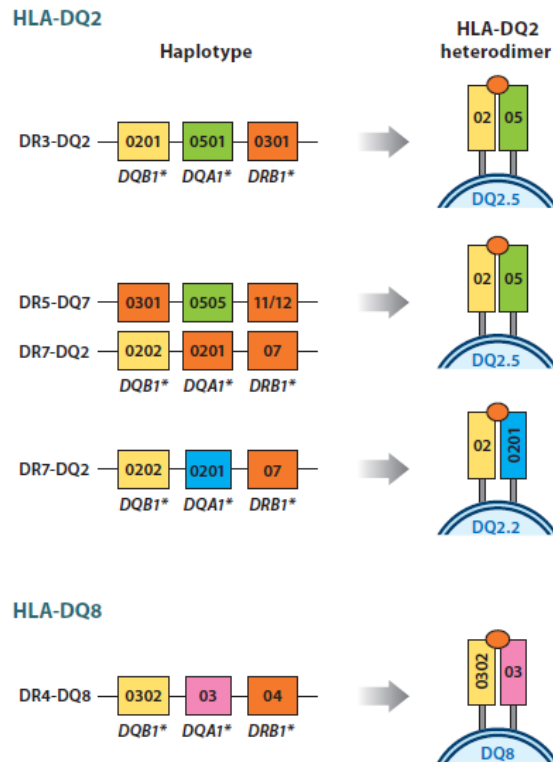 HLA-DQ2
Haplotype
HLA-DQ2
heterodimer
DR3-DQ2 0201 0501 0301
DQB1* DQA1* DRB1*
02 05
DQ2.5
DR5-DQ7 0301 0505 11/12
DR7-DQ2 0202 0201 07
DQB1* DQA1* DRB1*
02 05
DQ2.5
DR7-DQ2 0202 0201 07
DQB1* DQA1* DRB1*
02 0201
DQ2.2
HLA-DQ8
DR4-DQ8 0302 03 04
DQB1* DQA1* DRB1*
0302 03
DQ8